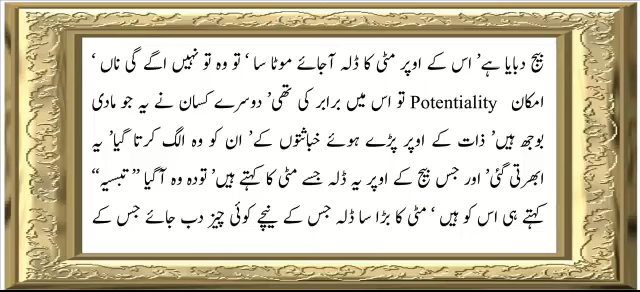 بیج دبایا ہے’ اس کے اوپر مٹی کا ڈلہ آجائے موٹا سا ‘ تو وہ تو نہیں اگے گی ناں ‘
امکان Potentiality تو اس میں برابر کی تھی’ دوسرے کسان نے یہ جو مادی
بوجھ ہیں’ ذات کے اوپر پڑے ہوئے خباثتوں کے’ ان کو وہ الگ کرتا گیا’ یہ
ابھرتی گئی’ اور جس بیج کے اوپر یہ ڈلہ جسے مٹی کا کہتے ہیں’ تودہ وہ آ گیا ”تبسیہ“
کہتے ہی اس کو ہیں ‘ مٹی کا بڑا سا ڈلہ جس کے نیچے کوئی چیز دب جائے جس کے